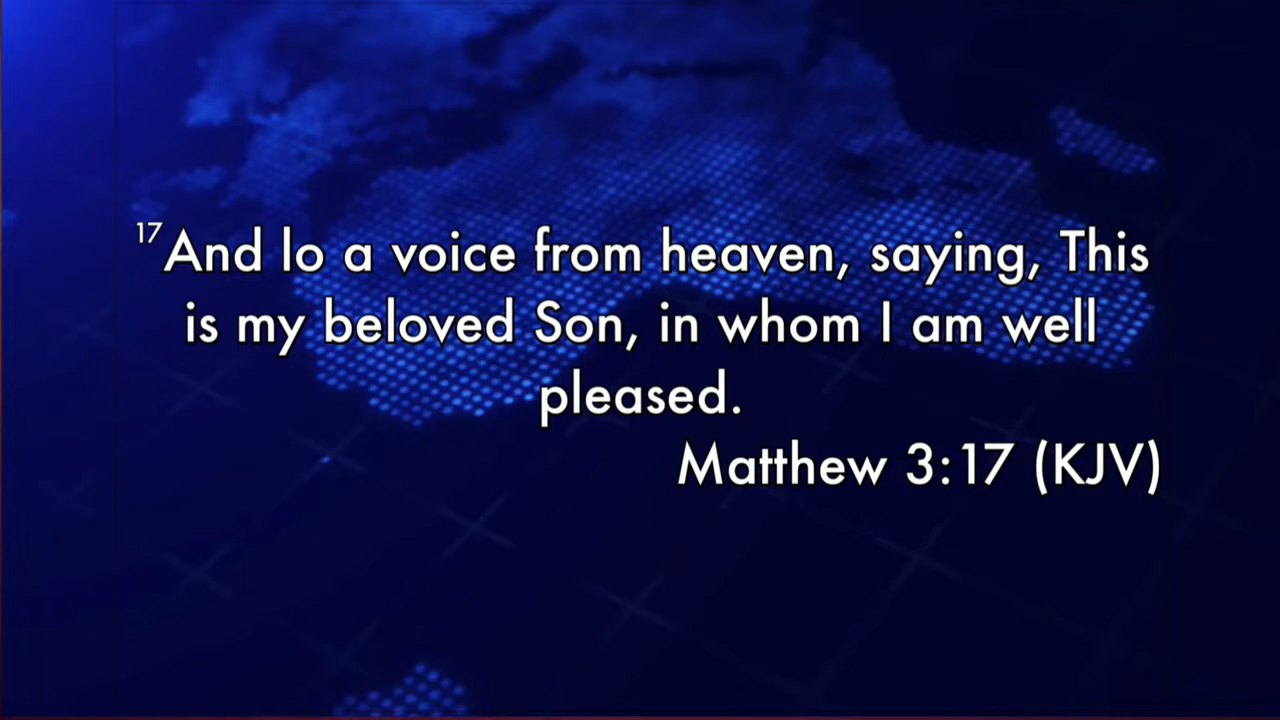 17And lo a voice from heaven, saying, This
is my beloved Son, in whom I am well
pleased.
Matthew 3:17 (KJV)